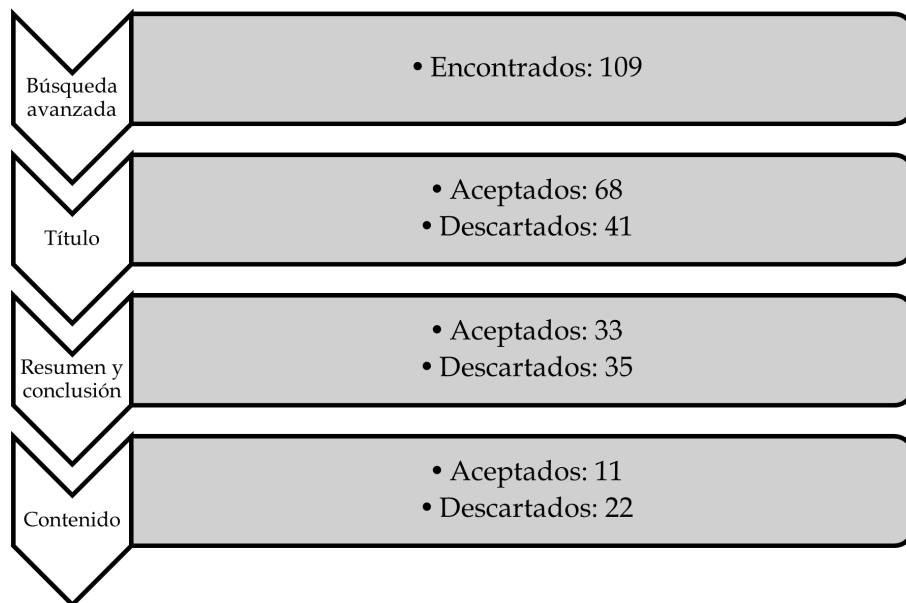 Búsqueda
avanzada
• Encontrados: 109
Título
• Aceptados: 68
• Descartados: 41
Resumen y
conclusión
• Aceptados: 33
• Descartados: 35
Contenido
• Aceptados: 11
• Descartados: 22